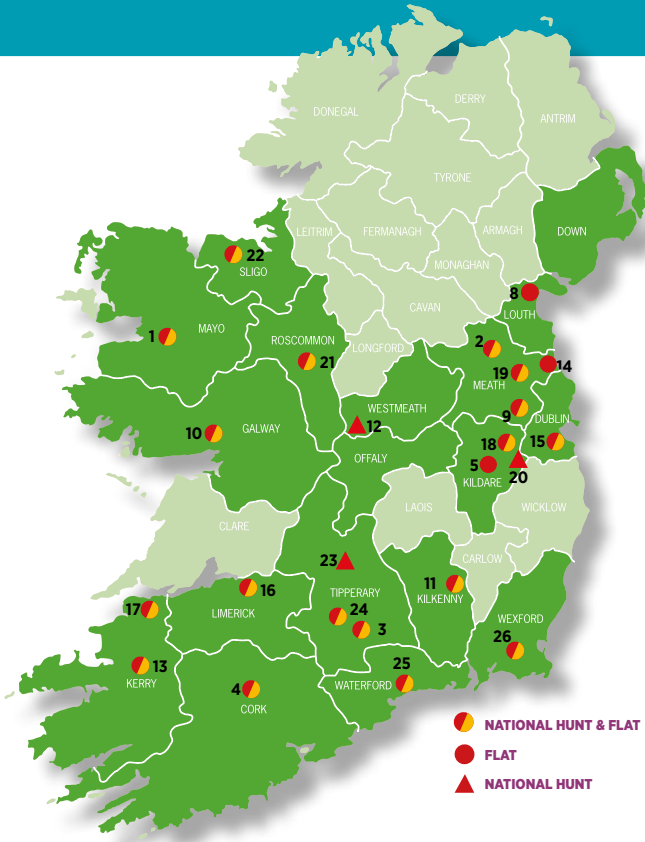 DERRY
DONEGAL
ANTRIM
TYRONE
LEITRIM
FERMANAGH
ARMAGH
DOWN
22
MONAGHAN
SLIGO
8
CAVAN
LOUTH
1
MAYO
ROSCOMMON
2
LONGFORD
21
14
19
MEATH
WESTMEATH
9
DUBLIN
10
GALWAY
12
18
15
OFFALY
5
20
KILDARE
LAOIS
WICKLOW
CLARE
23
CARLOW
16
TIPPERARY
11
KILKENNY
17
LIMERICK
24
WEXFORD
3
26
13
25
KERRY
4
WATERFORD
CORK
NATIONAL HUNT & FLAT
FLAT
NATIONAL HUNT